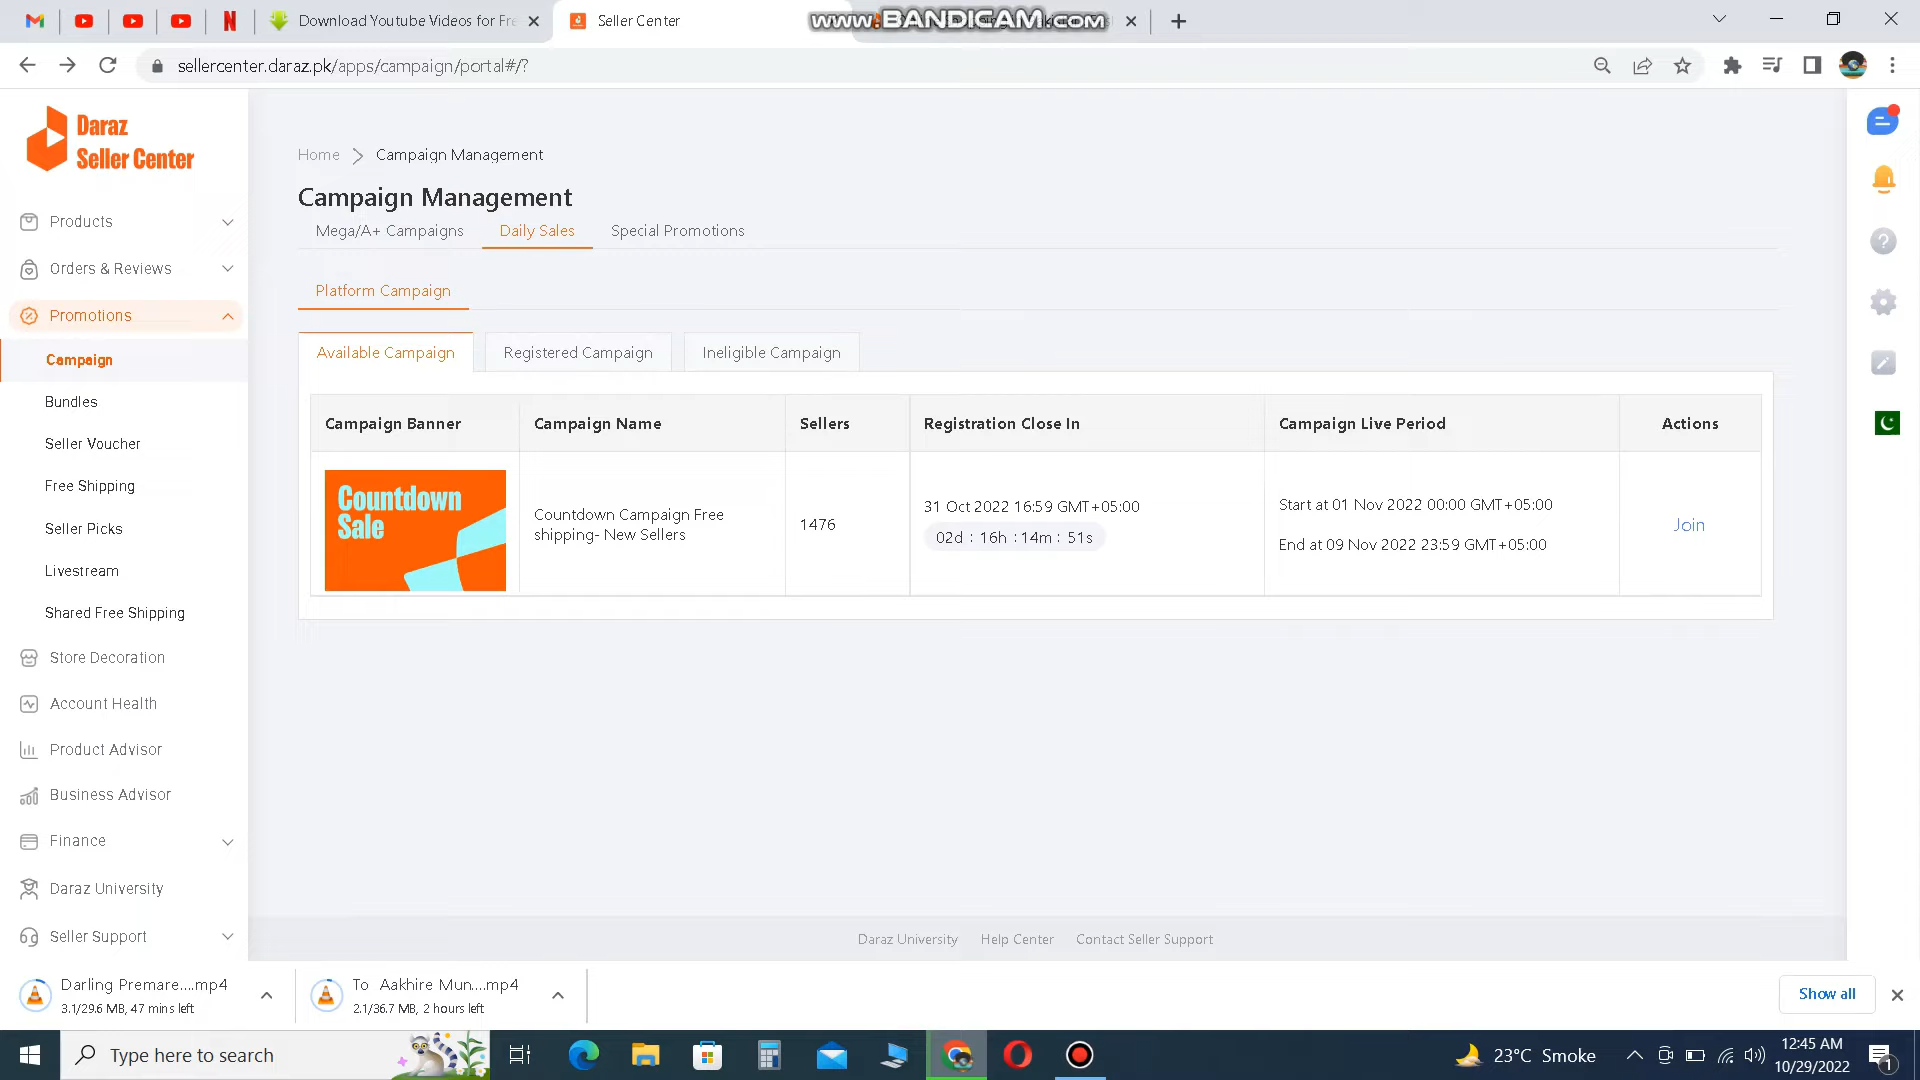 Download Youtube Videos for Fre
Seller Center
www.BANDICAM.com
sellercenter.daraz.pk/apps/campaign/portal#/?
Daraz
Seller Center
Products
Orders & Reviews
Promotions
Campaign
Bundles
Seller Voucher
Free Shipping
Seller Picks
Livestream
Shared Free Shipping
Store Decoration
Account Health
Product Advisor
Business Advisor
Finance
Daraz University
Seller Support
Home > Campaign Management
Campaign Management
Mega/A+ Campaigns Daily Sales Special Promotions
Platform Campaign
Available Campaign Registered Campaign Ineligible Campaign
Campaign Banner Campaign Name Sellers Registration Close In Campaign Live Period Actions
Countdown
Sale
Countdown Campaign Free
shipping- New Sellers
1476
31 Oct 2022 16:59 GMT+05:00
02d : 16h : 14m : 51s
Start at 01 Nov 2022 00:00 GMT+05:00
End at 09 Nov 2022 23:59 GMT+05:00
Join
Daraz University Help Center Contact Seller Support
Darling Premare....mp4
3.1/29.6 MB, 47 mins left
To Aakhire Mun....mp4
2.1/36.7 MB, 2 hours left
Show all
Type here to search
23°C Smoke
12:45 AM
10/29/2022
1